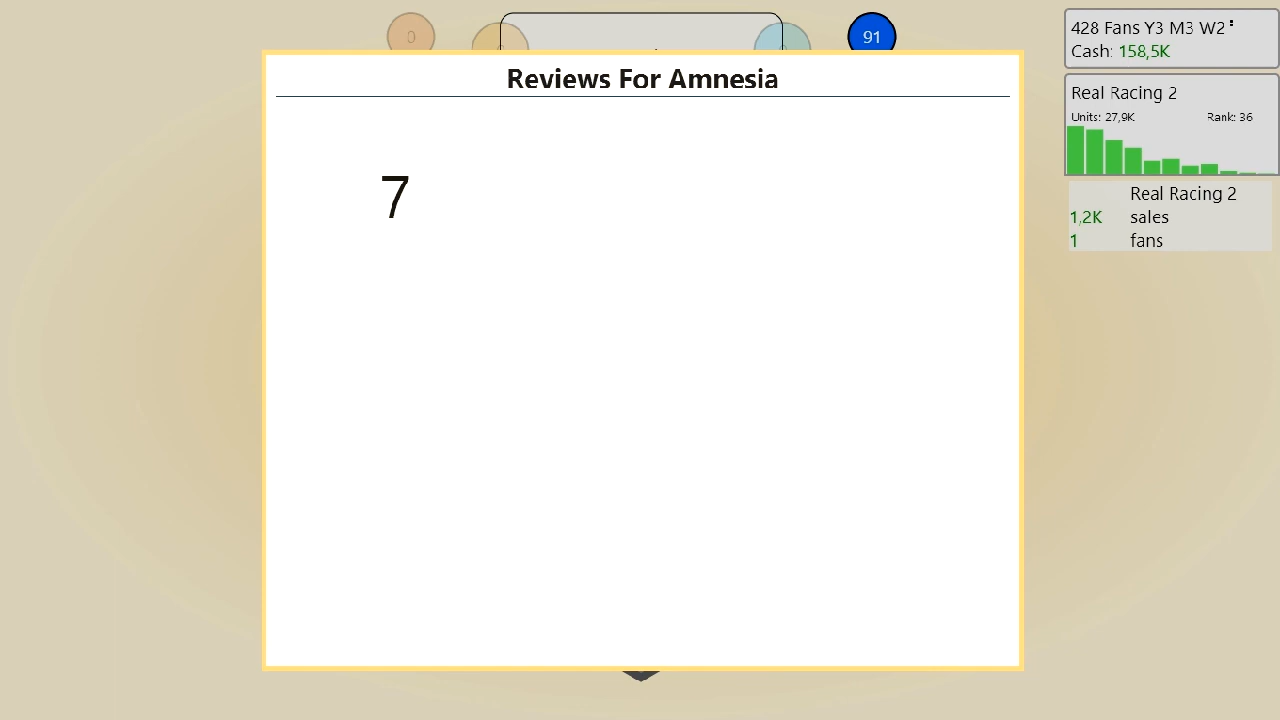 0
91
428 Fans Y3 M3 W2
Cash: 158,5K
Reviews For Amnesia
7
Real Racing 2
Units: 27,9K Rank: 36
Real Racing 2
1,2K sales
1 fans